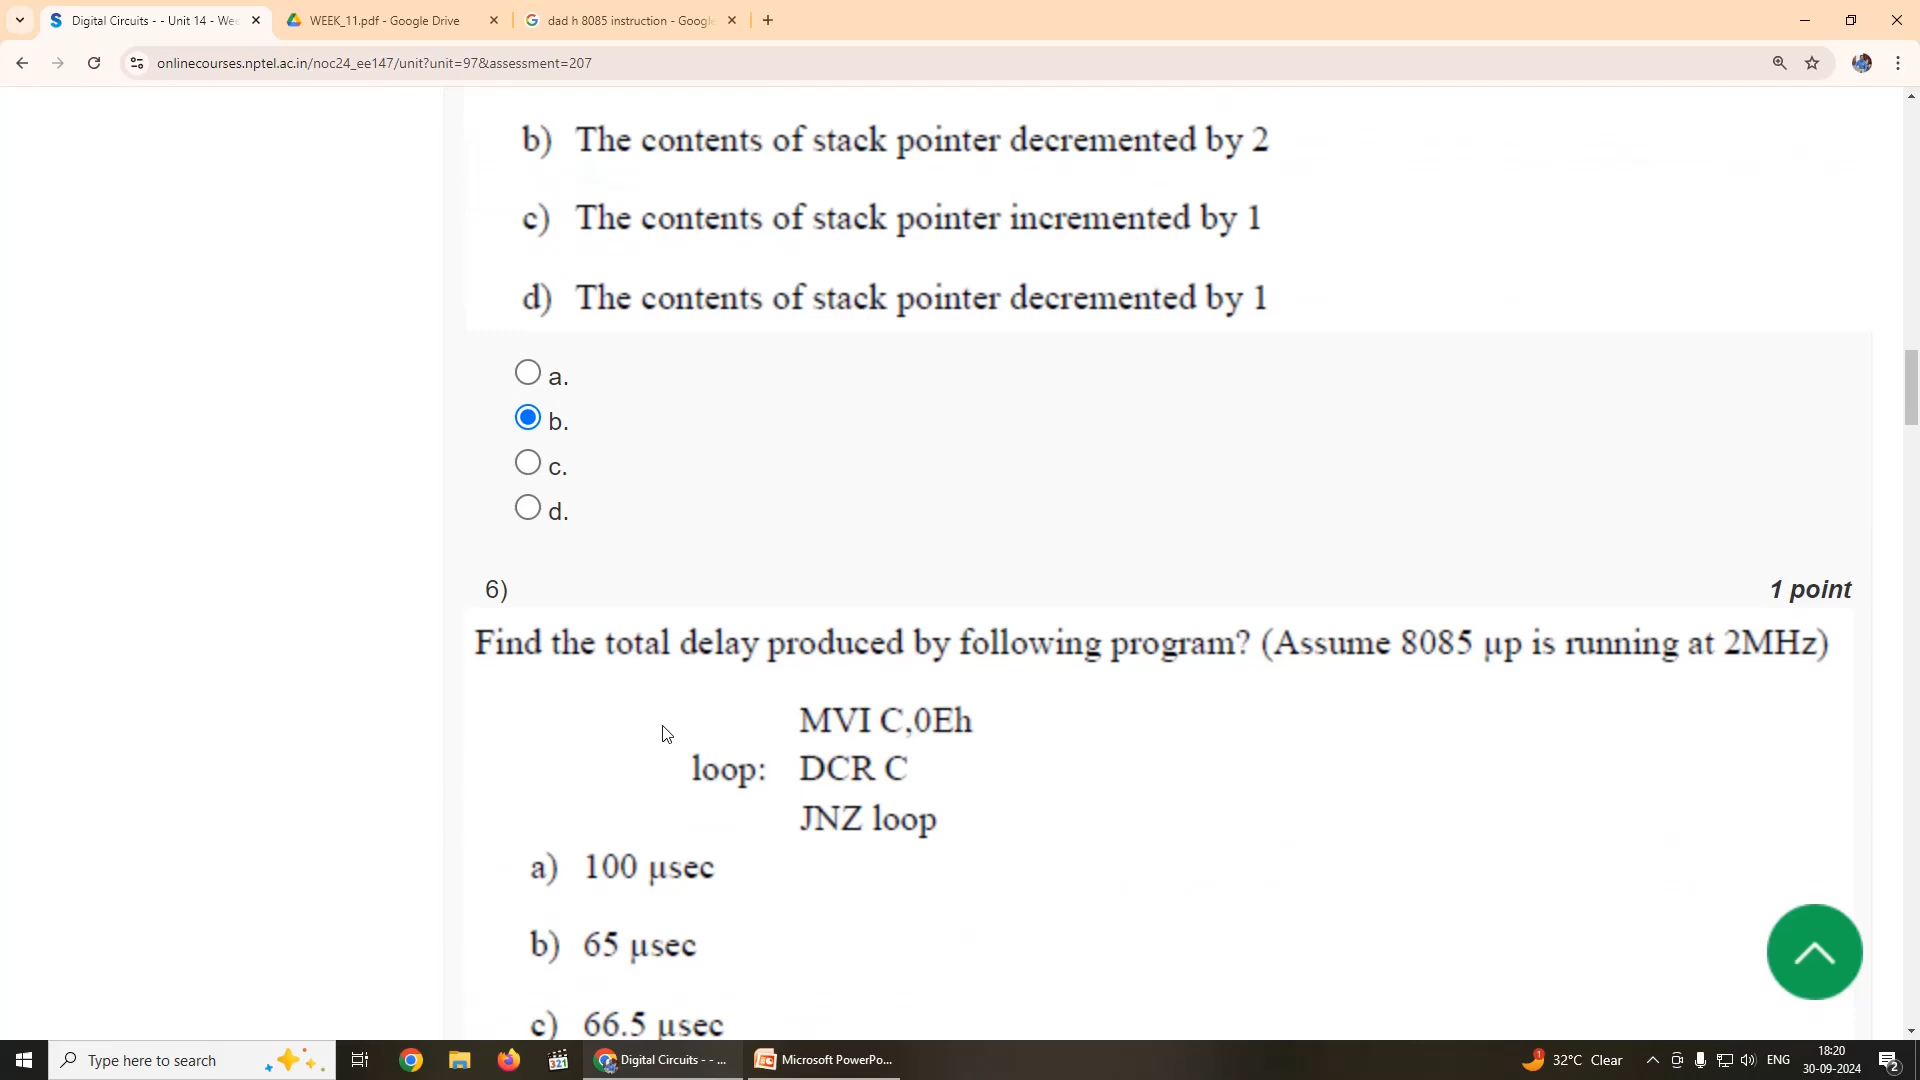 Digital Circuits - - Unit 14 - Wee
WEEK_11.pdf - Google Drive
dad h 8085 instruction - Google
onlinecourses.nptel.ac.in/noc24_ee147/unit?unit=97&assessment=207
b) The contents of stack pointer decremented by 2
c) The contents of stack pointer incremented by 1
d) The contents of stack pointer decremented by 1
a.
b.
c.
d.
6)
1 point
Find the total delay produced by following program? (Assume 8085 μp is running at 2MHz)
MVI C,0Eh
loop: DCR C
JNZ loop
a) 100 μsec
b) 65 μsec
c) 66.5 μsec
Type here to search
Digital Circuits - - ...
Microsoft PowerPo...
32°C Clear
ENG
18:20
30-09-2024
2